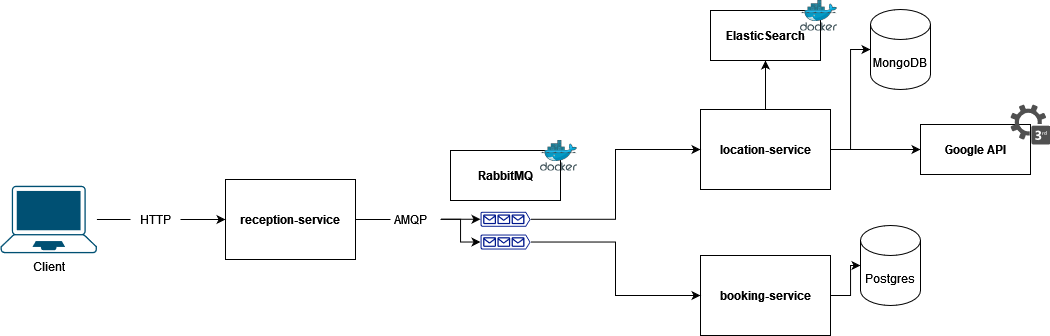 ElasticSearch
docker
MongoDB
location-service
Google API
3rd
RabbitMQ
docker
HTTP
reception-service
AMQP
Client
booking-service
Postgres